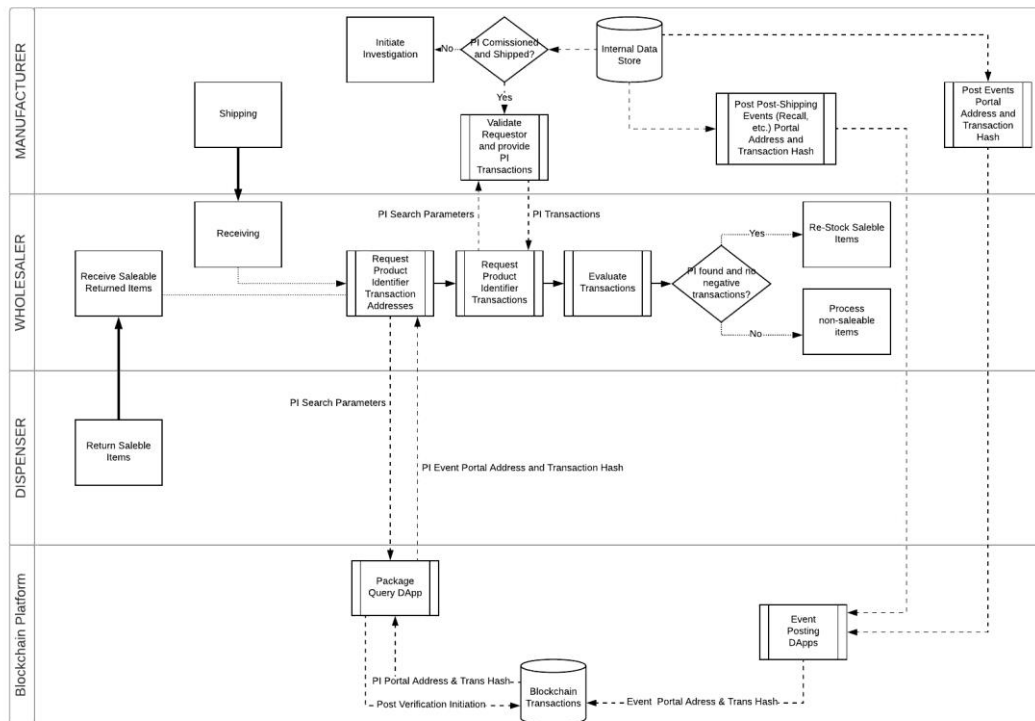 MANUFACTURER
Initiate
Investigation
No
PI Comissioned
and Shipped?
Internal Data
Store
Yes
Shipping
Validate
Requestor
and provide
PI
Transactions
Post Post-Shipping
Events (Recall,
etc.) Portal
Address and
Transaction Hash
Post Events
Portal
Address and
Transaction
Hash
WHOLESALER
PI Search Parameters
PI Transactions
Receiving
Receive Saleable
Returned Items
Request
Product
Identifier
Transaction
Addresses
Request
Product
Identifier
Transactions
Evaluate
Transactions
PI found and no
negative
transactions?
Yes
Re-Stock Saleble
Items
No
Process
non-saleable
items
DISPENSER
PI Search Parameters
Return Saleble
Items
PI Event Portal Address and Transaction Hash
Blockchain Platform
Package
Query DApp
Event
Posting
DApps
PI Portal Address & Trans Hash
Post Verification Initiation
Blockchain
Transactions
Event Portal Adress & Trans Hash